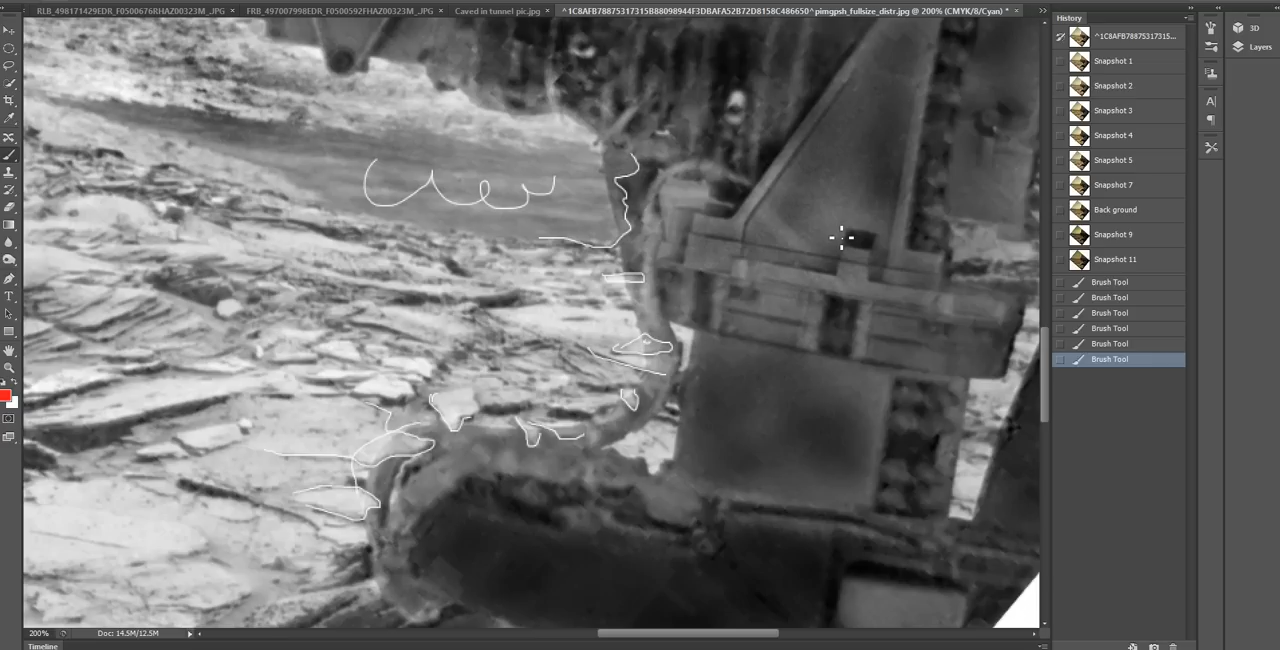 RLB_498171429EDR_F0500676RHAZ00323M_.JPG × FRB_497007998EDR_F0500592FHAZ00323M_.JPG × Caved in tunnel pic.jpg × ^1C8AFB78875317315B88098944F3DBAFA52B72D8158C486650^pimgpsh_fullsize_distr.jpg @ 200% (CMYK/8/Cyan) * ×
History
^1C8AFB78875317315...
Snapshot 1
Snapshot 2
Snapshot 3
Snapshot 4
Snapshot 5
Snapshot 7
Back ground
Snapshot 9
Snapshot 11
Brush Tool
Brush Tool
Brush Tool
Brush Tool
Brush Tool
Brush Tool
3D
Layers
200%
Doc: 14.5M/12.5M
Timeline